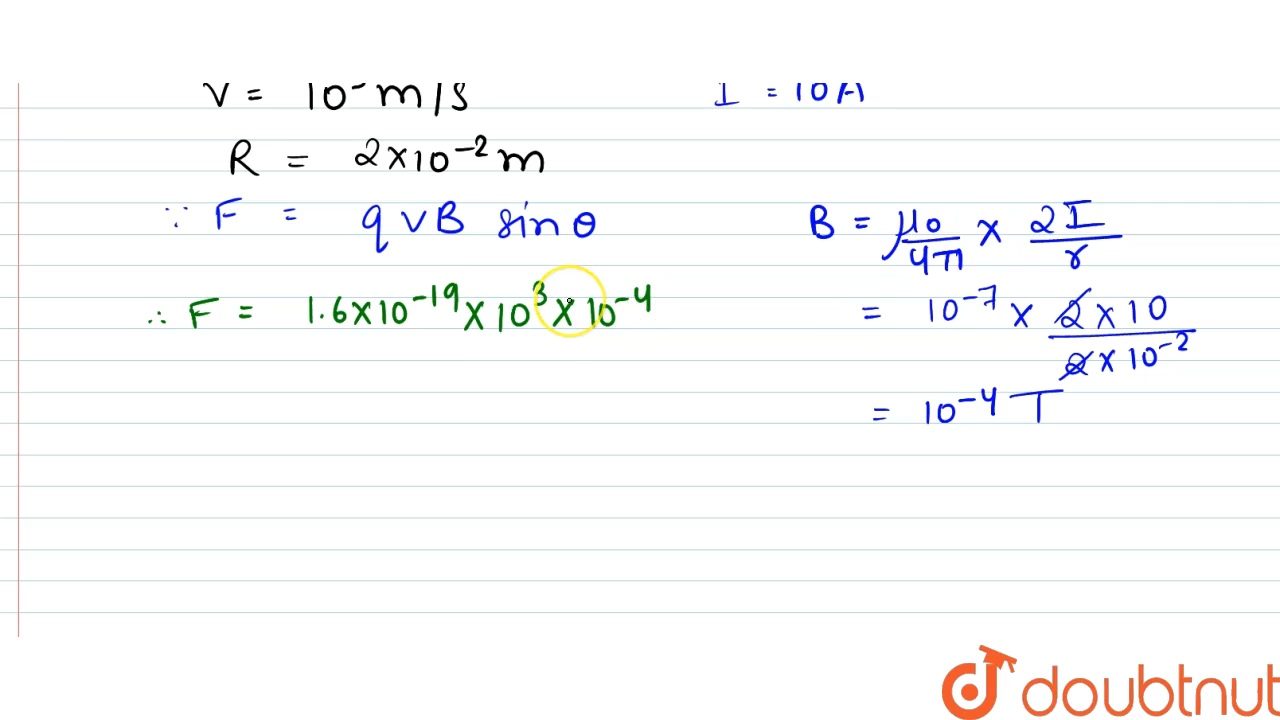 V = 10 m/s
I = 10A
R = 2×10⁻² m
∵ F = qVB sinθ
B = μ₀/4π × 2I/r
∴ F = 1.6×10⁻¹⁹ × 10³ × 10⁻⁴
= 10⁻⁷ × 2×10/2×10⁻²
= 10⁻⁴ T
doubtnut